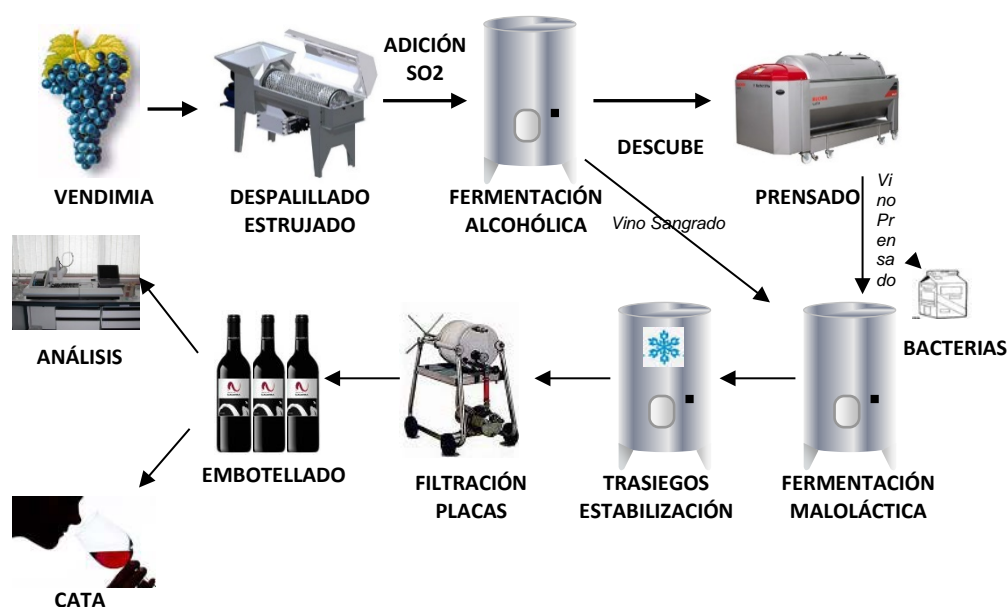 ADICIÓN
SO2
VENDIMIA
DESPALILLADO
ESTRUJADO
FERMENTACIÓN
ALCOHÓLICA
DESCUBE
PRENSADO
Vino Sangrado
Vi
no
Pr
en
sa
do
BACTERIAS
ANÁLISIS
EMBOTELLADO
FILTRACIÓN
PLACAS
TRASIEGOS
ESTABILIZACIÓN
FERMENTACIÓN
MALOLÁCTICA
CATA